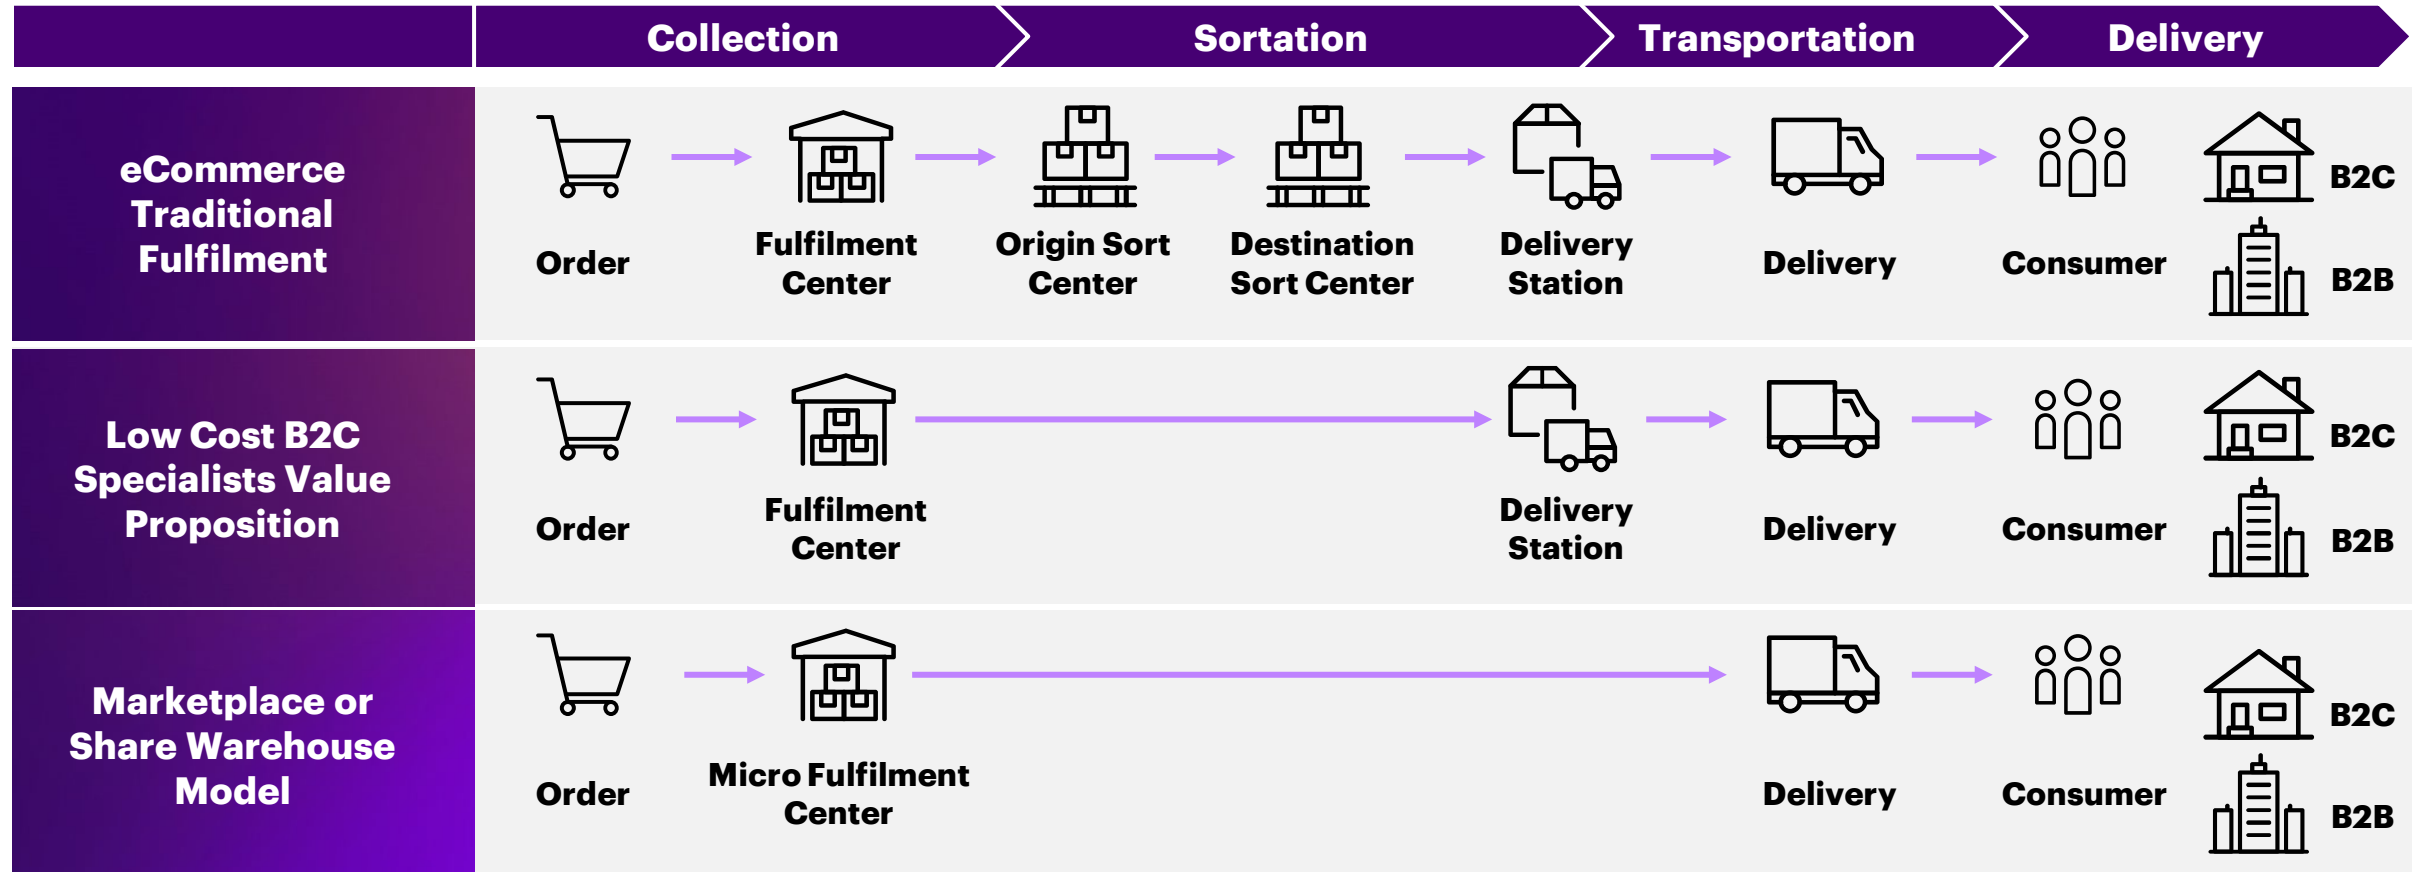 Collection
Sortation
Transportation
Delivery
eCommerce
Traditional
Fulfilment
Order
Fulfilment
Center
Origin Sort
Center
Destination
Sort Center
Delivery
Station
Delivery
Consumer
B2C
B2B
Low Cost B2C
Specialists Value
Proposition
Order
Fulfilment
Center
Delivery
Station
Delivery
Consumer
B2C
B2B
Marketplace or
Share Warehouse
Model
Order
Micro Fulfilment
Center
Delivery
Consumer
B2C
B2B